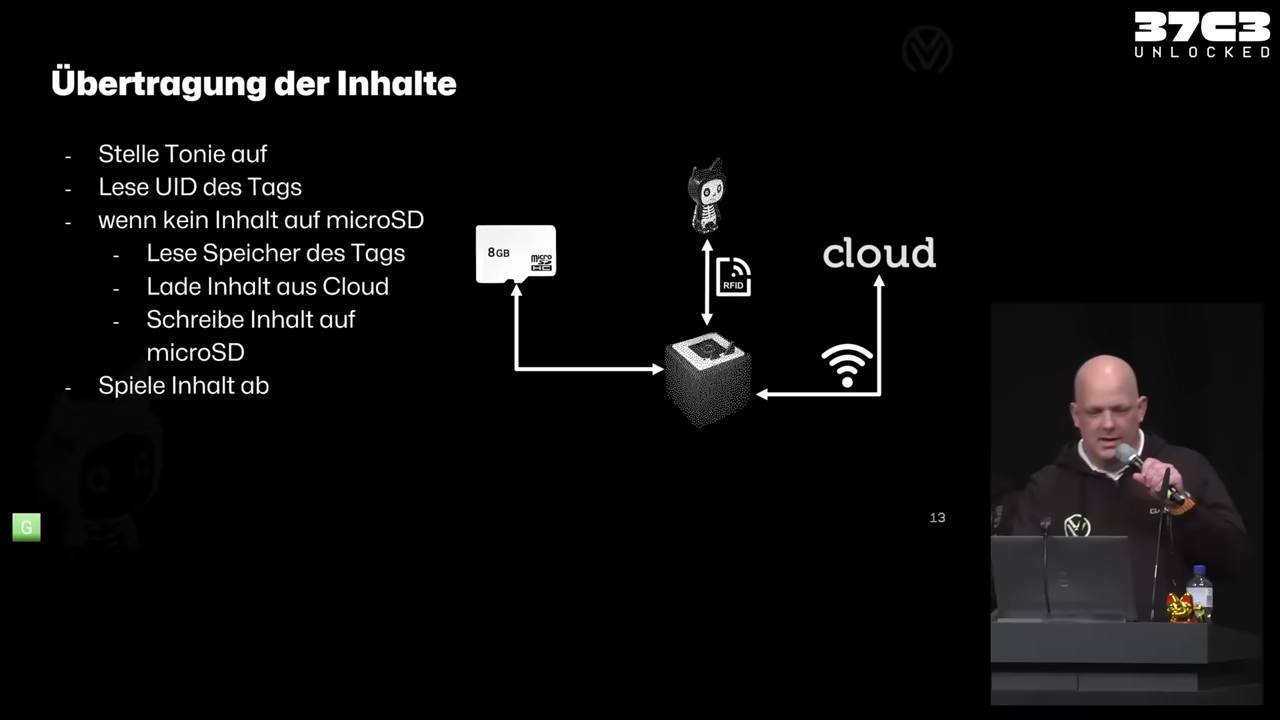 37C3
UNLOCKED
Übertragung der Inhalte
- Stelle Tonie auf
- Lese UID des Tags
- wenn kein Inhalt auf microSD
- Lese Speicher des Tags
- Lade Inhalt aus Cloud
- Schreibe Inhalt auf
microSD
- Spiele Inhalt ab
8GB
micro
SD
HC
RFID
cloud
G
13